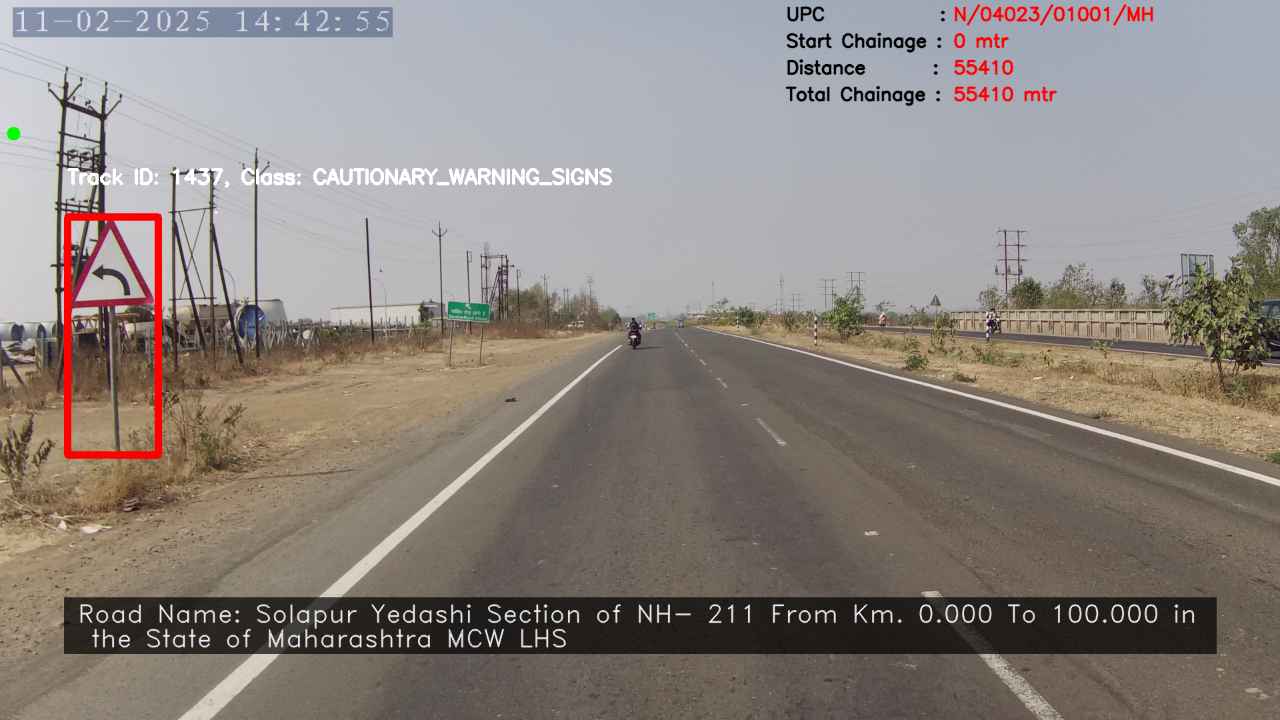 11-02-2025 14:42:55
UPC : N/04023/01001/MH
Start Chainage : 0 mtr
Distance : 55410
Total Chainage : 55410 mtr
Track ID: 1437, Class: CAUTIONARY_WARNING_SIGNS
Road Name: Solapur Yedashi Section of NH- 211 From Km. 0.000 To 100.000 in
the State of Maharashtra MCW LHS